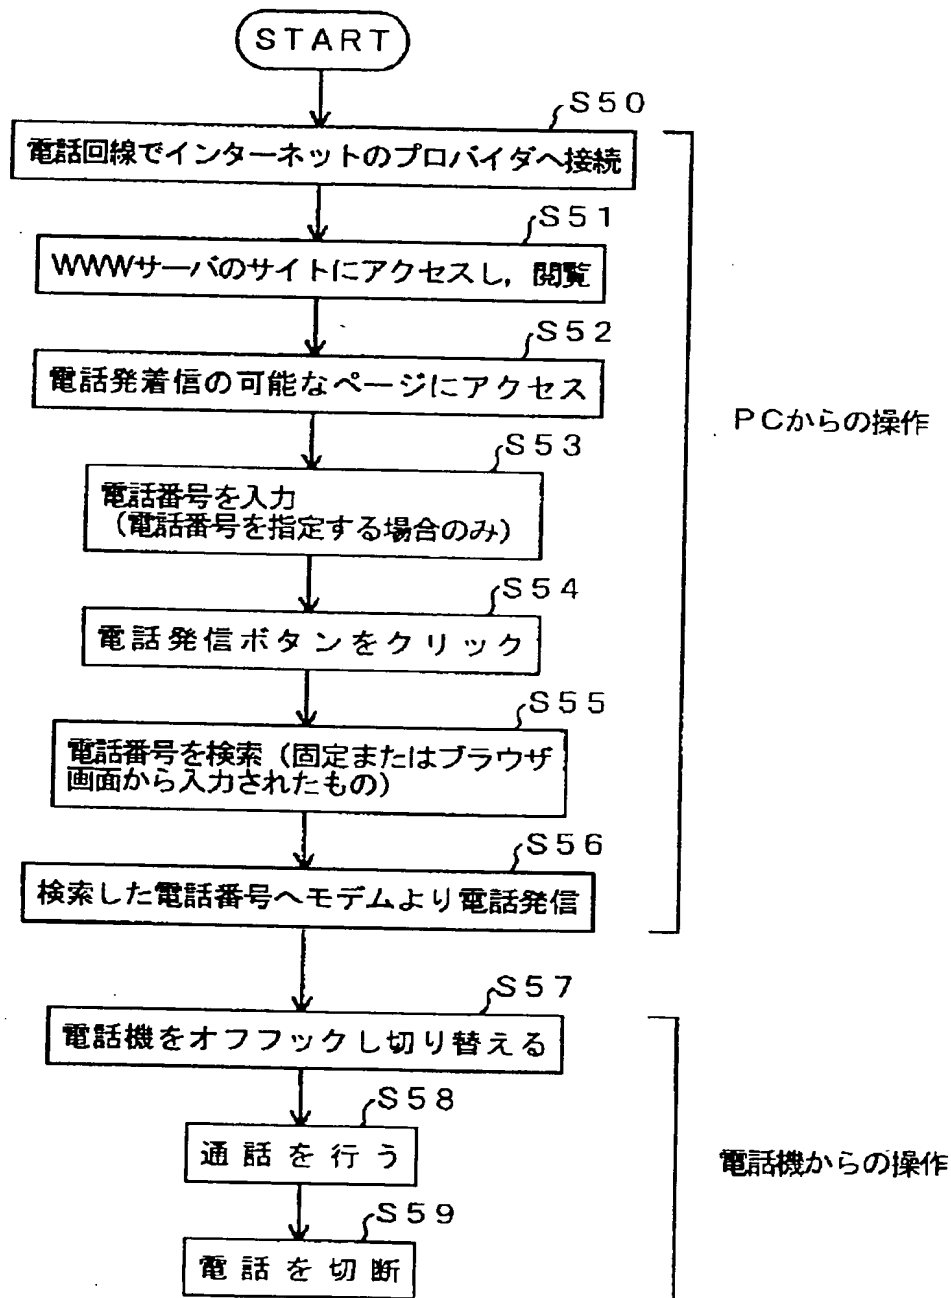 START
S50
電話回線でインターネットのプロバイダへ接続
S51
WWWサーバのサイトにアクセスし，閲覧
S52
電話発着信の可能なページにアクセス
PCからの操作
S53
電話番号を入力
（電話番号を指定する場合のみ）
S54
電話発信ボタンをクリック
S55
電話番号を検索（固定またはブラウザ
画面から入力されたもの）
S56
検索した電話番号へモデムより電話発信
S57
電話機をオフフックし切り替える
S58
通話を行う
電話機からの操作
S59
電話を切断